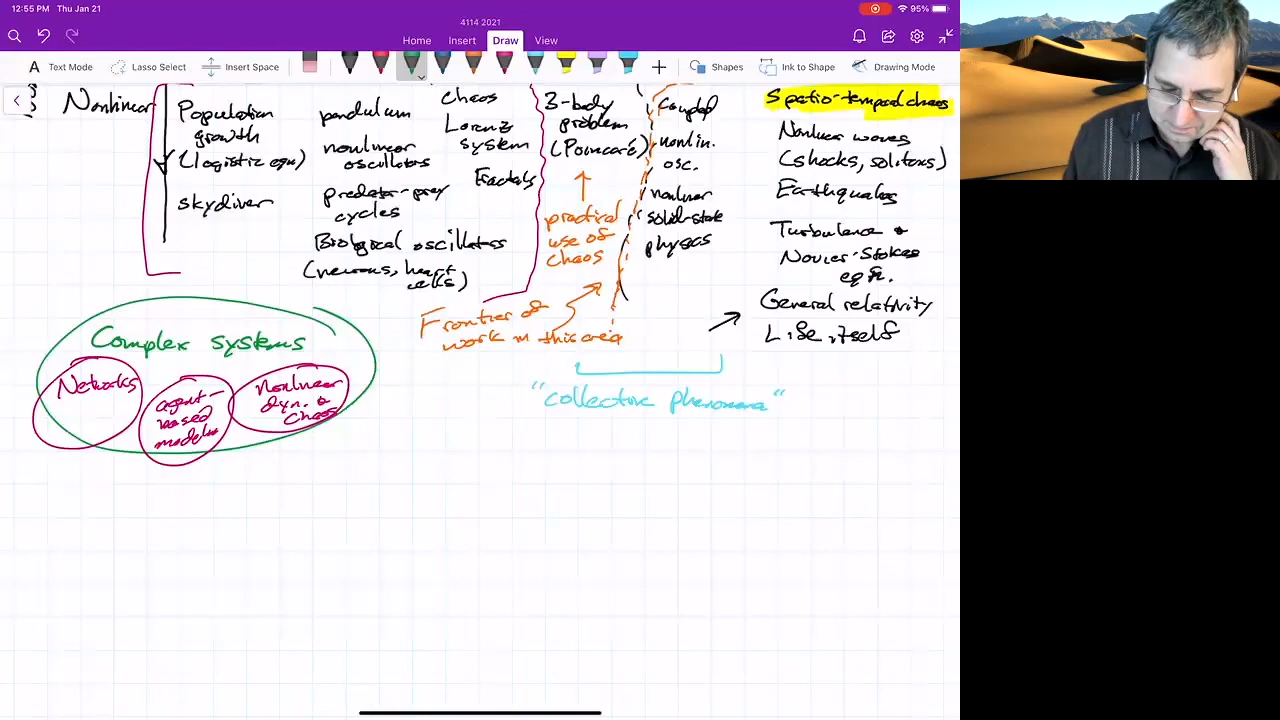 12:55 PM Thu Jan 21
95%
4114 2021
Home Insert Draw View
Text Mode
Lasso Select
Insert Space
Shapes
Ink to Shape
Drawing Mode
Nonlinear
Population
growth
(logistic eqn)
skydiver
pendulum
nonlinear
oscillators
predator-prey
cycles
Biological oscillators
(neurons, heart
cells)
Chaos
Lorenz
system
Fractals
3-body
problem
(Poincaré)
practical
use of
chaos
Coupled
nonlin.
osc.
nonlinear
solid-state
physics
Spatio-temporal chaos
Nonlinear waves
(shocks, solitons)
Earthquakes
Turbulence &
Navier-Stokes
eqn.
General relativity
Life itself
Frontier of
work in this area
"collective phenomena"
Complex systems
Networks
agent-
based
models
nonlinear
dyn. &
chaos